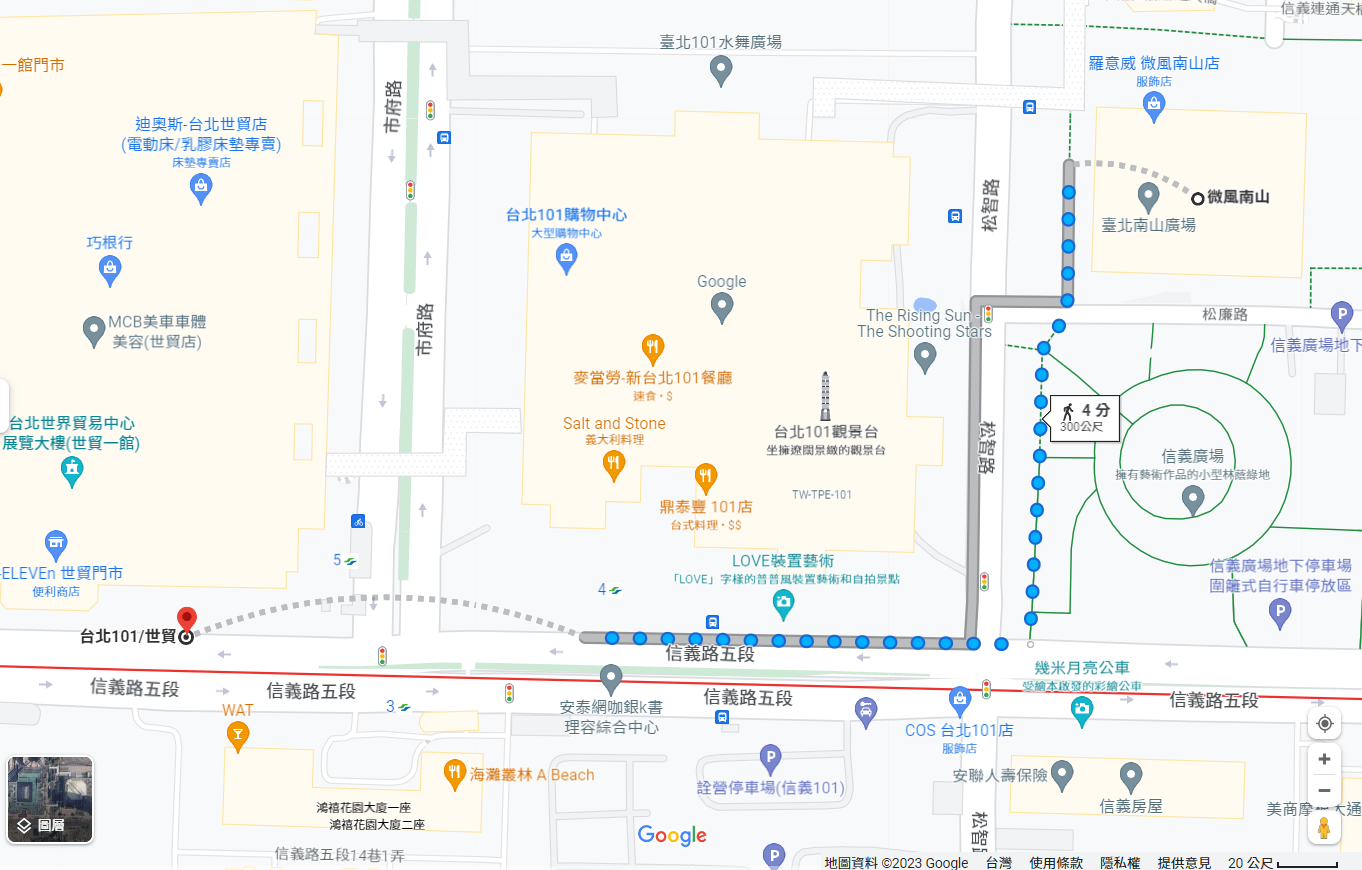 信義連通天橋
臺北101水舞廣場
一館門市
羅意威 微風南山店
服飾店
市府路
迪奧斯-台北世貿店
(電動床/乳膠床墊專賣)
床墊專賣店
松智路
微風南山
臺北南山廣場
台北101購物中心
大型購物中心
巧根行
Google
MCB美車車體
美容(世貿店)
市府路
The Rising Sun -
The Shooting Stars
松廉路
信義廣場地下
麥當勞-新台北101餐廳
速食・$
4 分
300公尺
Salt and Stone
義大利料理
台北101觀景台
坐擁遼闊景緻的觀景台
松智路
台北世界貿易中心
展覽大樓(世貿一館)
信義廣場
擁有藝術作品的小型林蔭綠地
TW-TPE-101
鼎泰豐 101店
台式料理・$$
LOVE裝置藝術
「LOVE」字樣的普普風裝置藝術和自拍景點
5
4
-ELEVEn 世貿門市
便利商店
信義廣場地下停車場
圍離式自行車停放區
台北101/世貿
信義路五段
幾米月亮公車
受繪本啟發的彩繪公車
信義路五段
信義路五段
信義路五段
信義路五段
3
WAT
安泰網咖銀k書
理容綜合中心
COS 台北101店
服飾店
海灘叢林 A Beach
詮營停車場(信義101)
安聯人壽保險
信義房屋
鴻禧花園大廈一座
鴻禧花園大廈二座
松智路
圖層
信義路五段14巷1弄
Google
地圖資料 ©2023 Google
台灣
使用條款
隱私權
提供意見
20 公尺